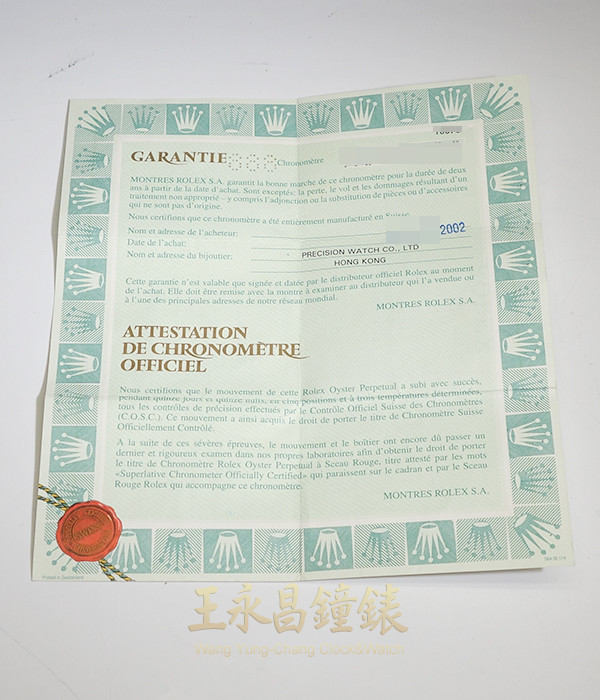 GARANTIE Chronomètre
MONTRES ROLEX S.A. garantit la bonne marche de ce chronomètre pour la durée de deux
ans à partir de la date d'achat. Sont exceptés: la perte, le vol et les dommages résultant d'un
traitement non approprié – y compris l'adjonction ou la substitution de pièces ou d'accessoires
qui ne sont pas d'origine.
Nous certifions que ce chronomètre a été entièrement manufacturé en Suisse
Nom et adresse de l'acheteur:
Date de l'achat: 2002
Nom et adresse du bijoutier: PRECISION WATCH CO., LTD
HONG KONG
Cette garantie n'est valable que signée et datée par le distributeur officiel Rolex au moment
de l'achat. Elle doit être remise avec la montre à examiner au distributeur qui l'a vendue ou
à l'une des principales adresses de notre réseau mondial.
MONTRES ROLEX S.A.
ATTESTATION
DE CHRONOMÈTRE
OFFICIEL
Nous certifions que le mouvement de cette Rolex Oyster Perpetual a subi avec succès,
pendant quinze jours et quinze nuits, en cinq positions et à trois températures déterminées,
tous les contrôles de précision effectués par le Contrôle Officiel Suisse des Chronomètres
(C.O.S.C.). Ce mouvement a ainsi acquis le droit de porter le titre de Chronomètre Suisse
Officiellement Contrôlé.
A la suite de ces sévères épreuves, le mouvement et le boîtier ont encore dû passer un
dernier et rigoureux examen dans nos propres laboratoires afin d'obtenir le droit de porter
le titre de Chronomètre Rolex Oyster Perpetual à Sceau Rouge, titre attesté par les mots
«Superlative Chronometer Officially Certified» qui paraissent sur le cadran et par le Sceau
Rouge Rolex qui accompagne ce chronomètre.
MONTRES ROLEX S.A.
Printed in Switzerland
王永昌鐘錶
Wang Yung-Chang Clock&Watch